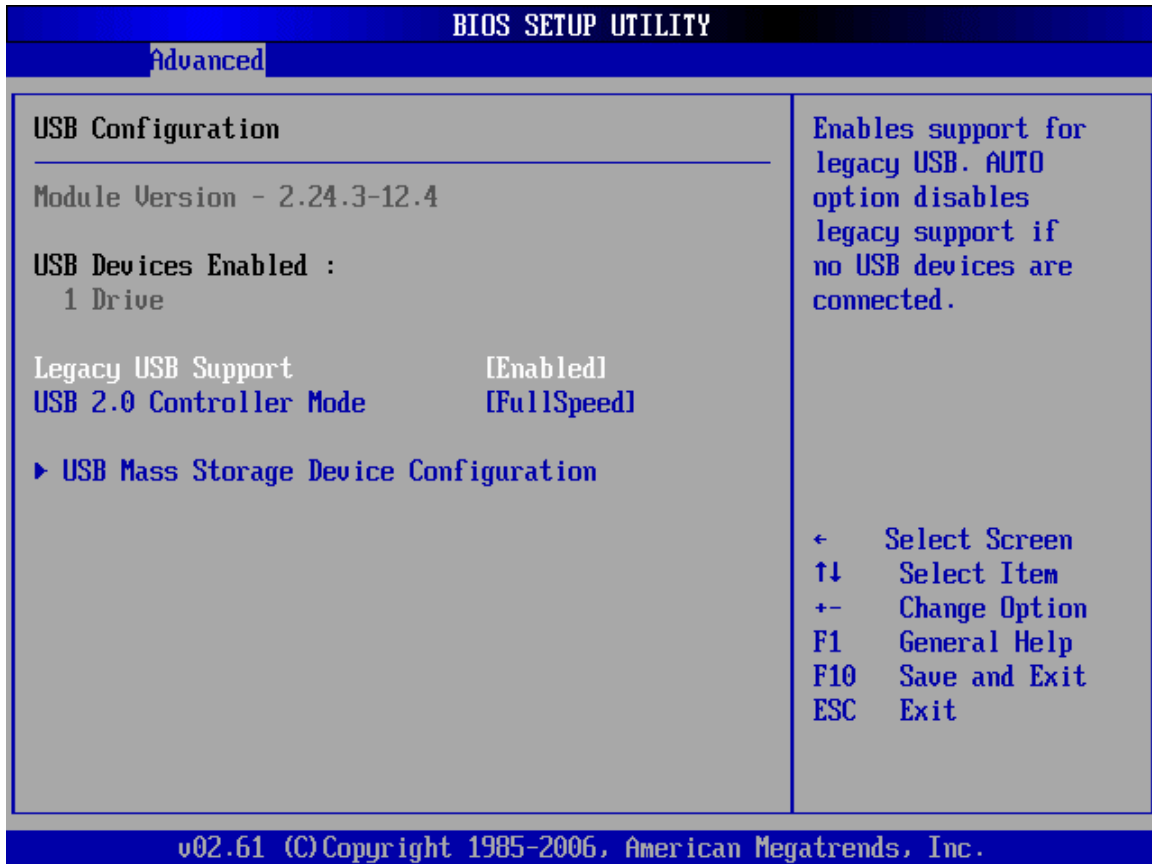 BIOS SETUP UTILITY
Advanced
USB Configuration
Module Version - 2.24.3-12.4
USB Devices Enabled :
1 Drive
Legacy USB Support [Enabled]
USB 2.0 Controller Mode [FullSpeed]
▶ USB Mass Storage Device Configuration
Enables support for
legacy USB. AUTO
option disables
legacy support if
no USB devices are
connected.
← Select Screen
↑↓ Select Item
+- Change Option
F1 General Help
F10 Save and Exit
ESC Exit
v02.61 (C)Copyright 1985-2006, American Megatrends, Inc.